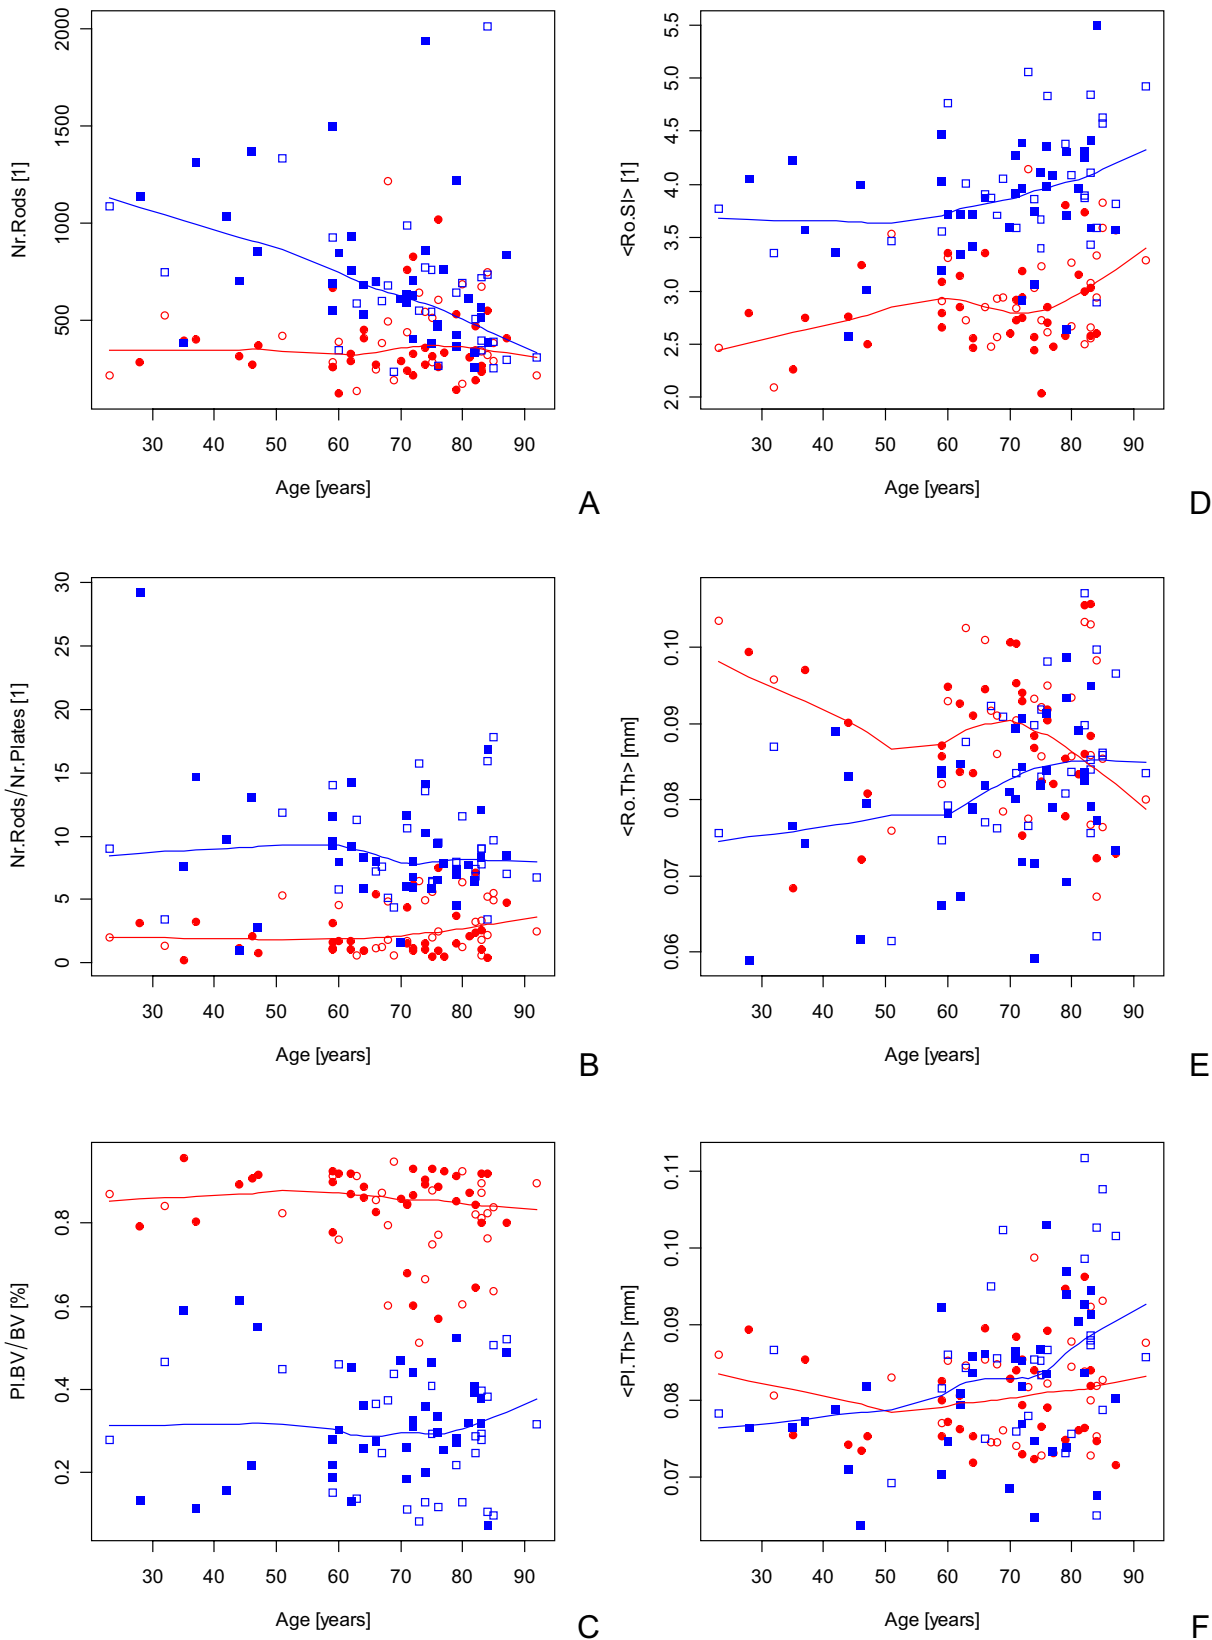 Nr.Rods [1]
2000
1500
1000
500
30 40 50 60 70 80 90
Age [years]
A
<Ro.Sl> [1]
5.5
5.0
4.5
4.0
3.5
3.0
2.5
2.0
30 40 50 60 70 80 90
Age [years]
D
Nr.Rods/Nr.Plates [1]
30
25
20
15
10
5
0
30 40 50 60 70 80 90
Age [years]
B
<Ro.Th> [mm]
0.10
0.09
0.08
0.07
0.06
30 40 50 60 70 80 90
Age [years]
E
Pl.BV/BV [%]
0.8
0.6
0.4
0.2
30 40 50 60 70 80 90
Age [years]
C
<Pl.Th> [mm]
0.11
0.10
0.09
0.08
0.07
30 40 50 60 70 80 90
Age [years]
F